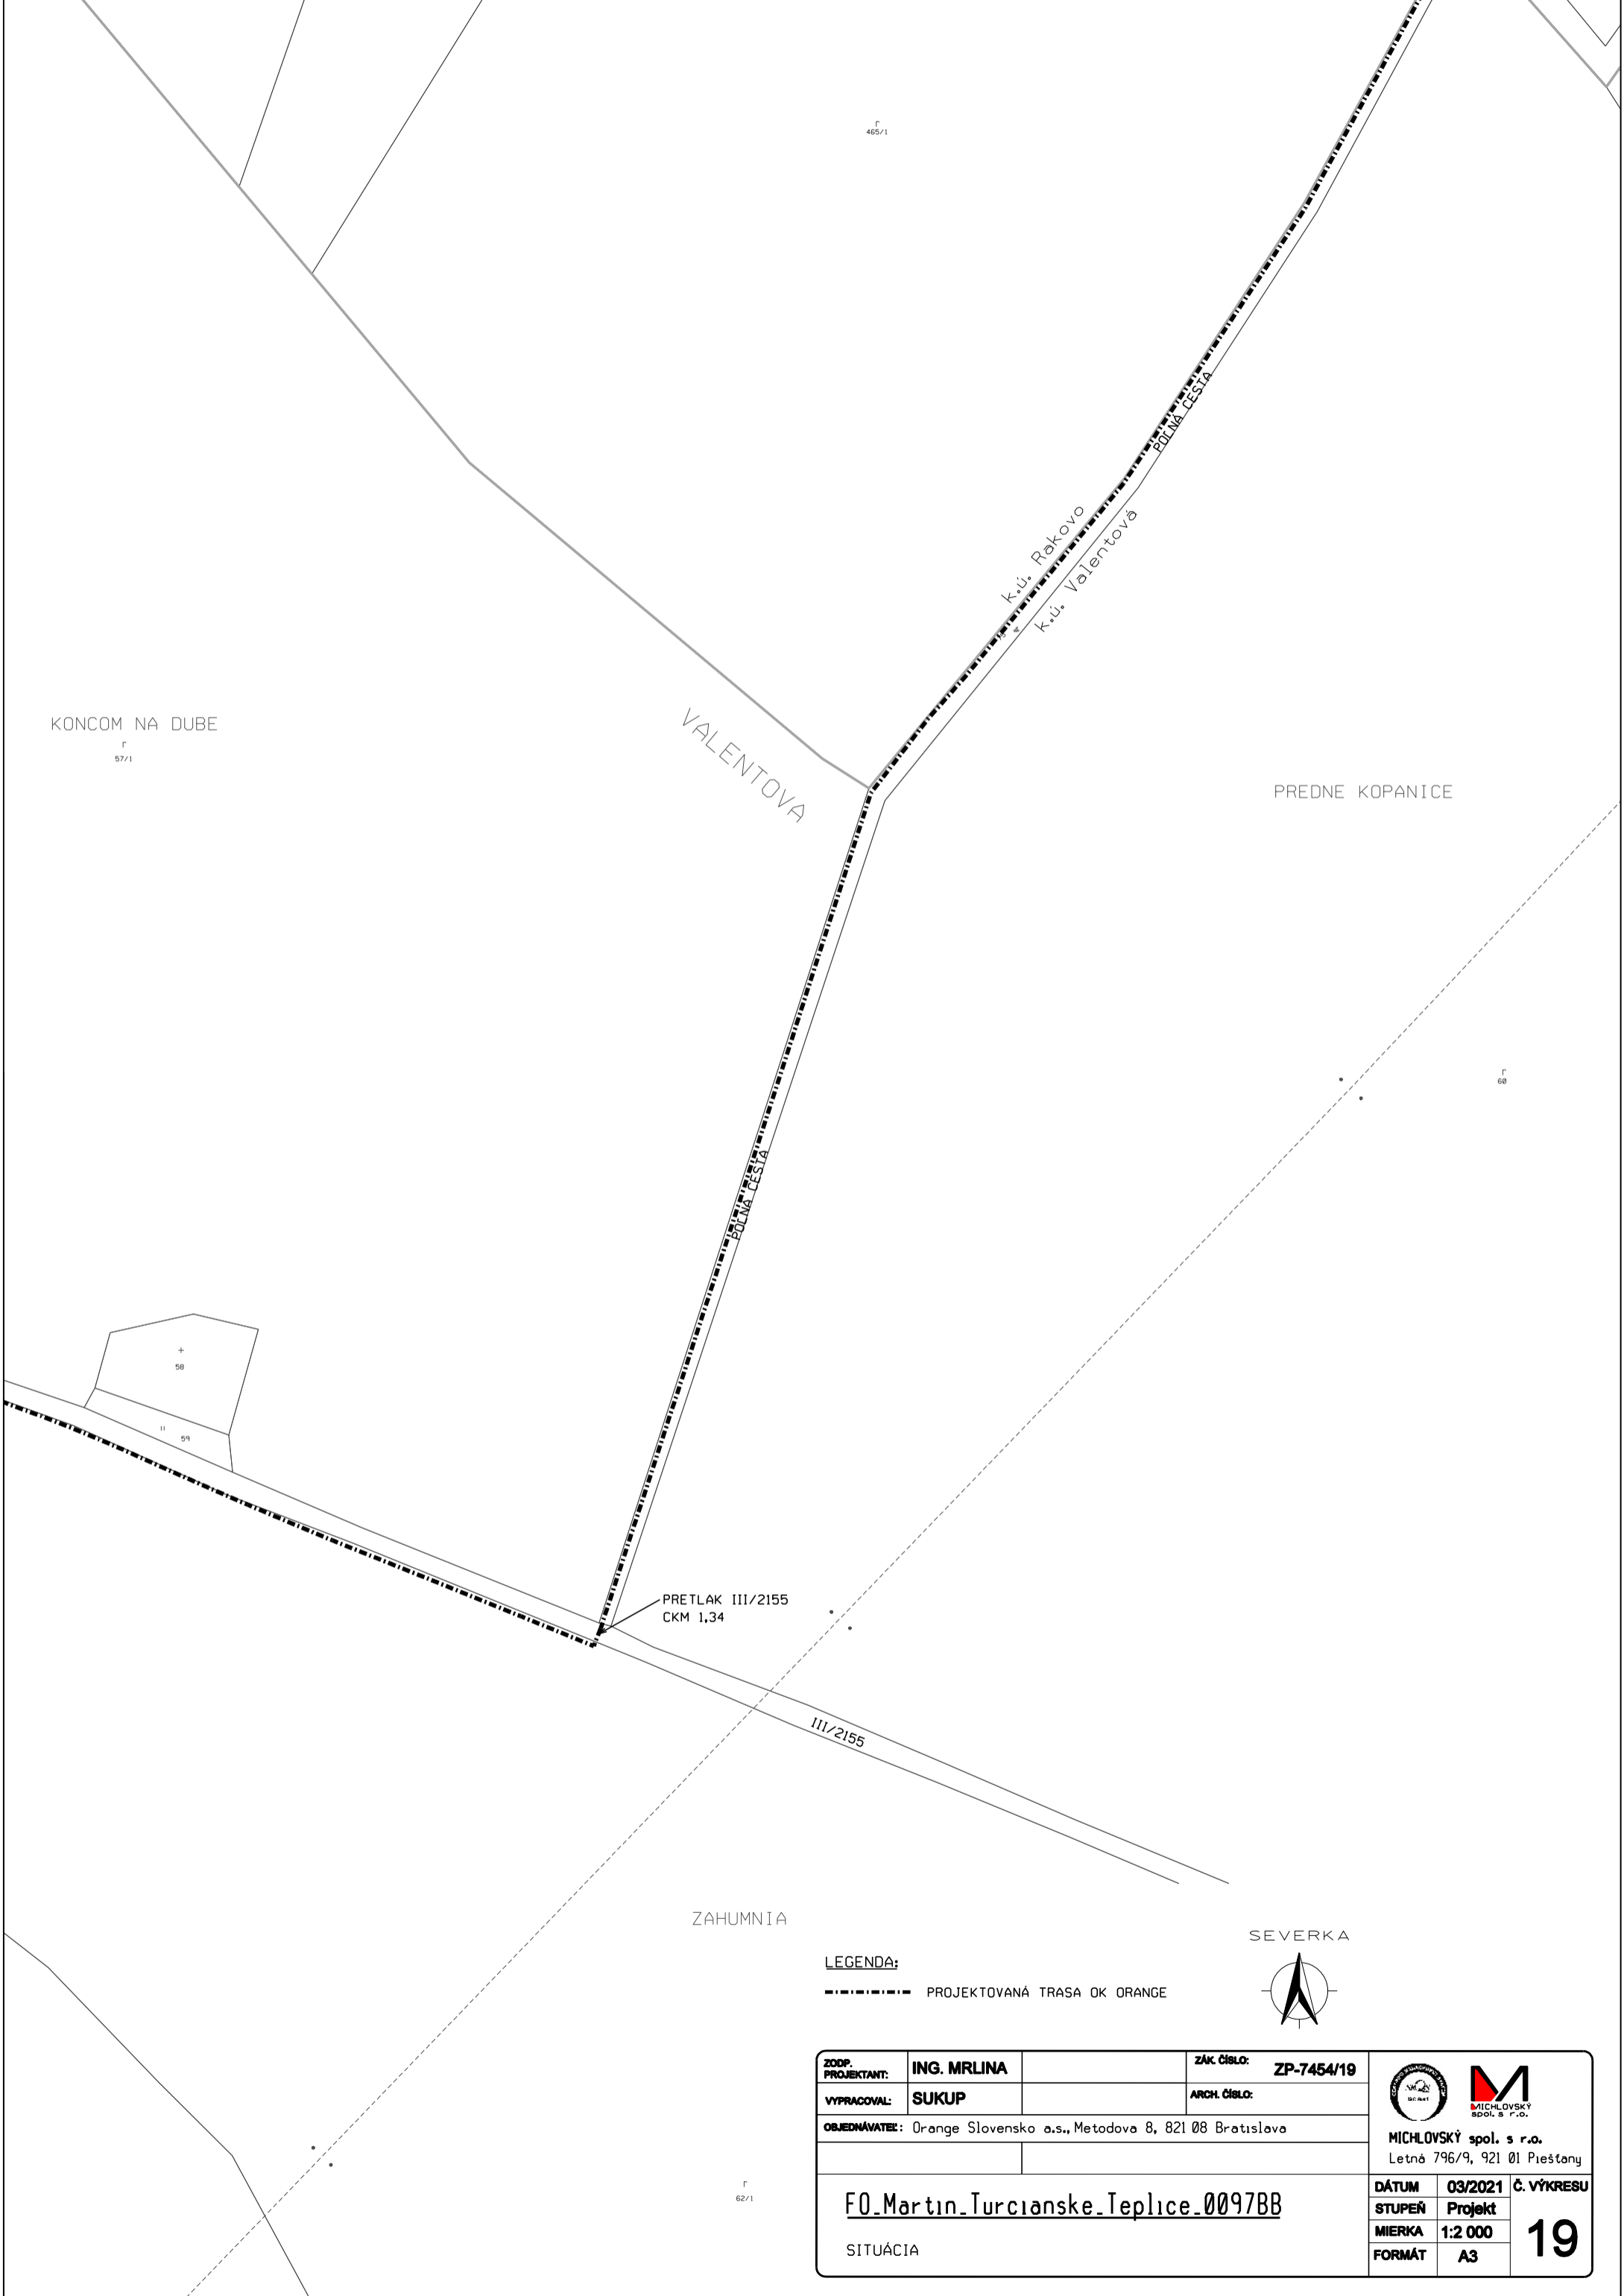 465/1
POĽNÁ CESTA
k.ú. Rakovo
k.ú. Valentová
KONCOM NA DUBE
57/1
VALENTOVA
PREDNE KOPANICE
60
POĽNÁ CESTA
58
59
PRETLAK III/2155
CKM 1,34
III/2155
ZAHUMNIA
SEVERKA
LEGENDA:
PROJEKTOVANÁ TRASA OK ORANGE
62/1
ZODP. PROJEKTANT: ING. MRLINA ZÁK. ČÍSLO: ZP-7454/19
VYPRACOVAL: SUKUP ARCH. ČÍSLO:
OBJEDNÁVATEĽ: Orange Slovensko a.s., Metodova 8, 821 08 Bratislava
MICHLOVSKÝ
spol. s r.o.
MICHLOVSKÝ spol. s r.o.
Letná 796/9, 921 01 Piešťany
FO_Martin_Turcianske_Teplice_0097BB
SITUÁCIA
DÁTUM 03/2021 Č. VÝKRESU
STUPEŇ Projekt
MIERKA 1:2 000
19
FORMÁT A3